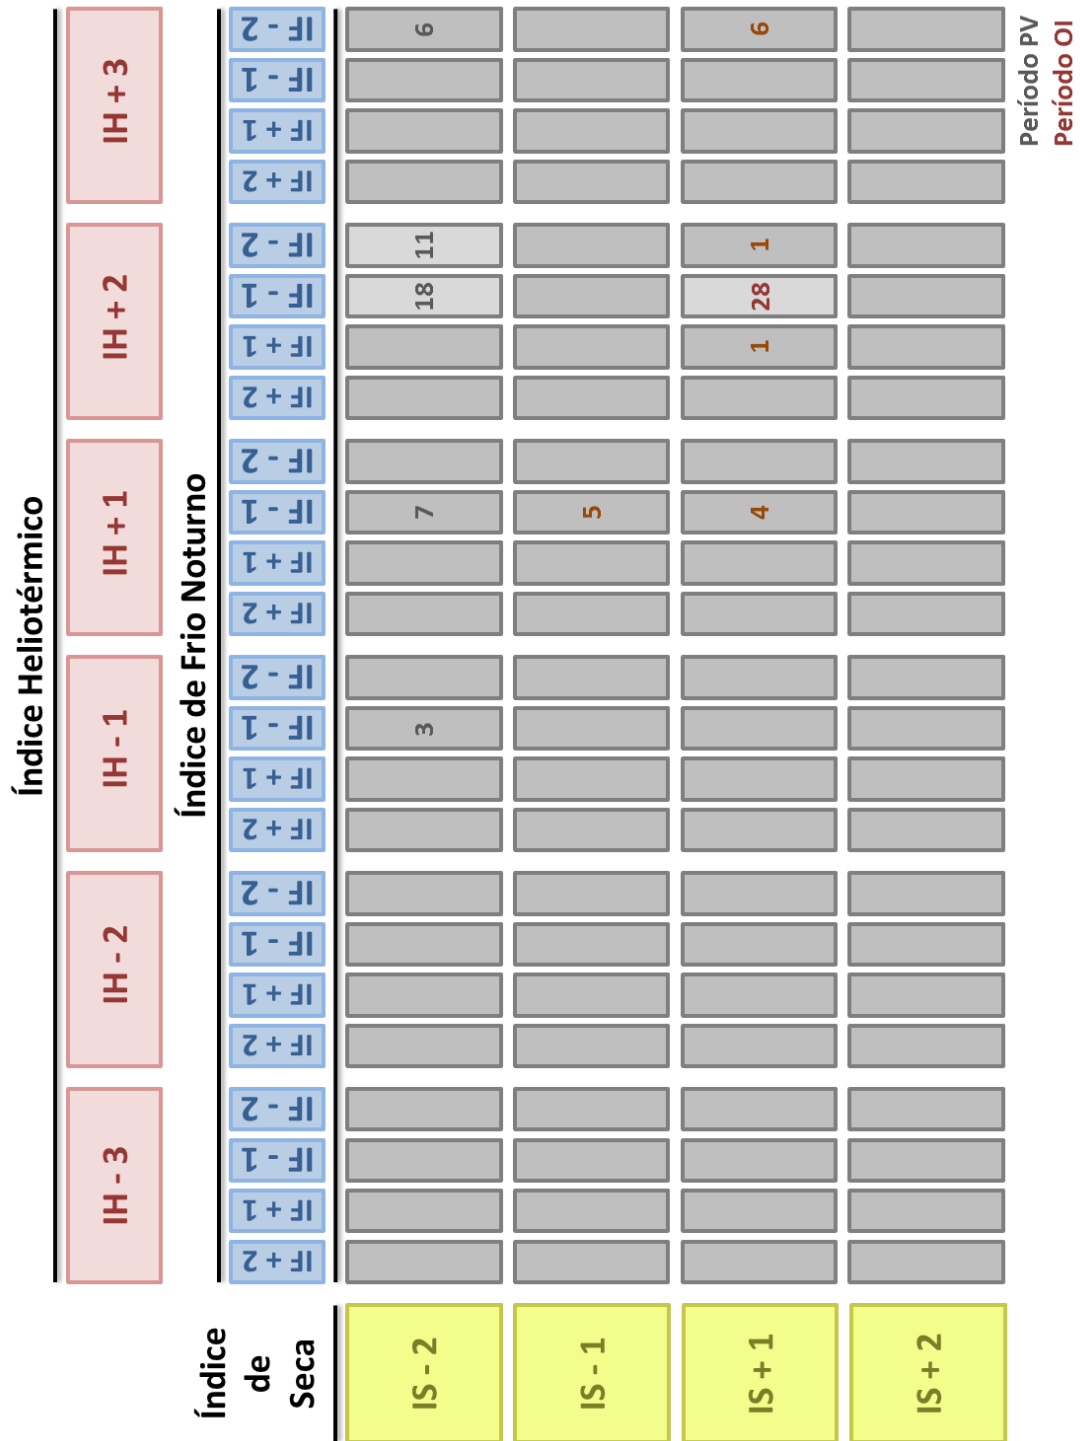 Índice Heliotérmico
IH - 3 IH - 2 IH - 1 IH + 1 IH + 2 IH + 3
Índice de Frio Noturno
Índice
de
Seca
IF + 2 IF + 1 IF - 1 IF - 2 IF + 2 IF + 1 IF - 1 IF - 2 IF + 2 IF + 1 IF - 1 IF - 2 IF + 2 IF + 1 IF - 1 IF - 2 IF + 2 IF + 1 IF - 1 IF - 2 IF + 2 IF + 1 IF - 1 IF - 2
IS - 2 3 7 18 11 6
IS - 1 5
IS + 1 4 1 28 1 6
IS + 2
Período PV
Período OI